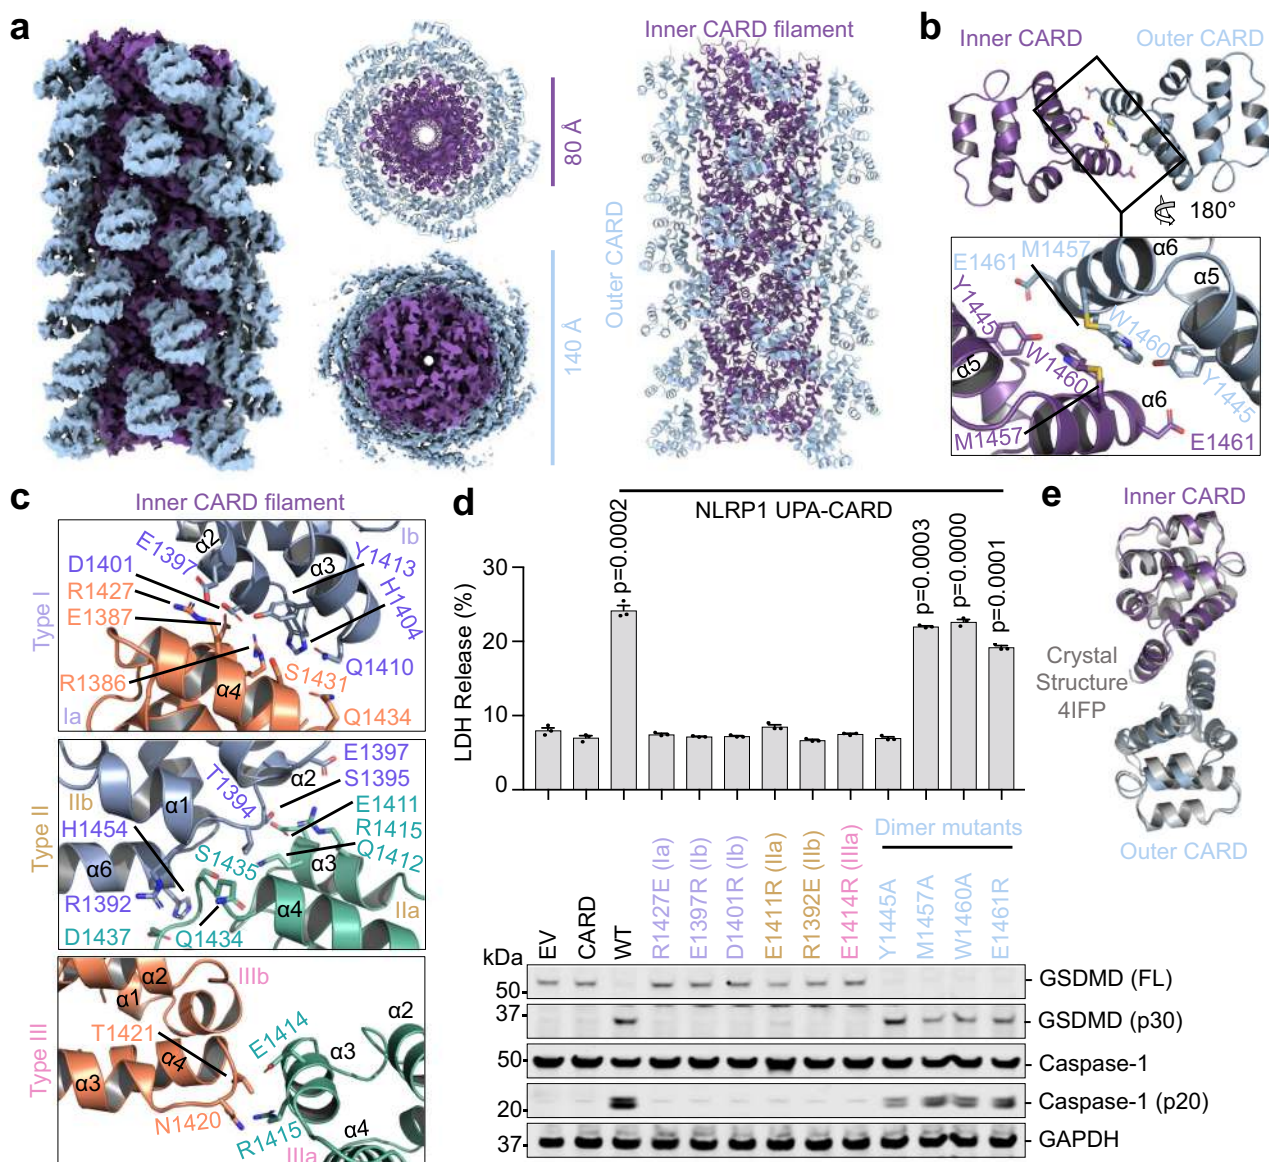 a
80 Å
140 Å
Inner CARD filament
Outer CARD
b
Inner CARD
Outer CARD
180°
E1461
M1457
α6
α5
Y1445
W1460
W1460
Y1445
α5
α6
M1457
E1461
c
Inner CARD filament
Type I
α2
Ib
E1397
Y1413
D1401
α3
R1427
H1404
E1387
R1386
S1431
Q1410
α4
Ia
Q1434
Type II
E1397
α2
T1394
S1395
IIb
α1
E1411
H1454
R1415
S1435
α3
Q1412
α6
R1392
α4
IIa
D1437
Q1434
Type III
α2
IIIb
α1
α2
T1421
E1414
α3
α4
α3
N1420
R1415
α4
IIIa
d
NLRP1 UPA-CARD
p=0.0002
p=0.0003
p=0.0000
p=0.0001
LDH Release (%)
30
20
10
0
Dimer mutants
EV
CARD
WT
R1427E (Ia)
E1397R (Ib)
D1401R (Ib)
E1411R (IIa)
R1392E (IIb)
E1414R (IIIa)
Y1445A
M1457A
W1460A
E1461R
kDa
50
GSDMD (FL)
37
GSDMD (p30)
50
Caspase-1
20
Caspase-1 (p20)
37
GAPDH
e
Inner CARD
Crystal
Structure
4IFP
Outer CARD